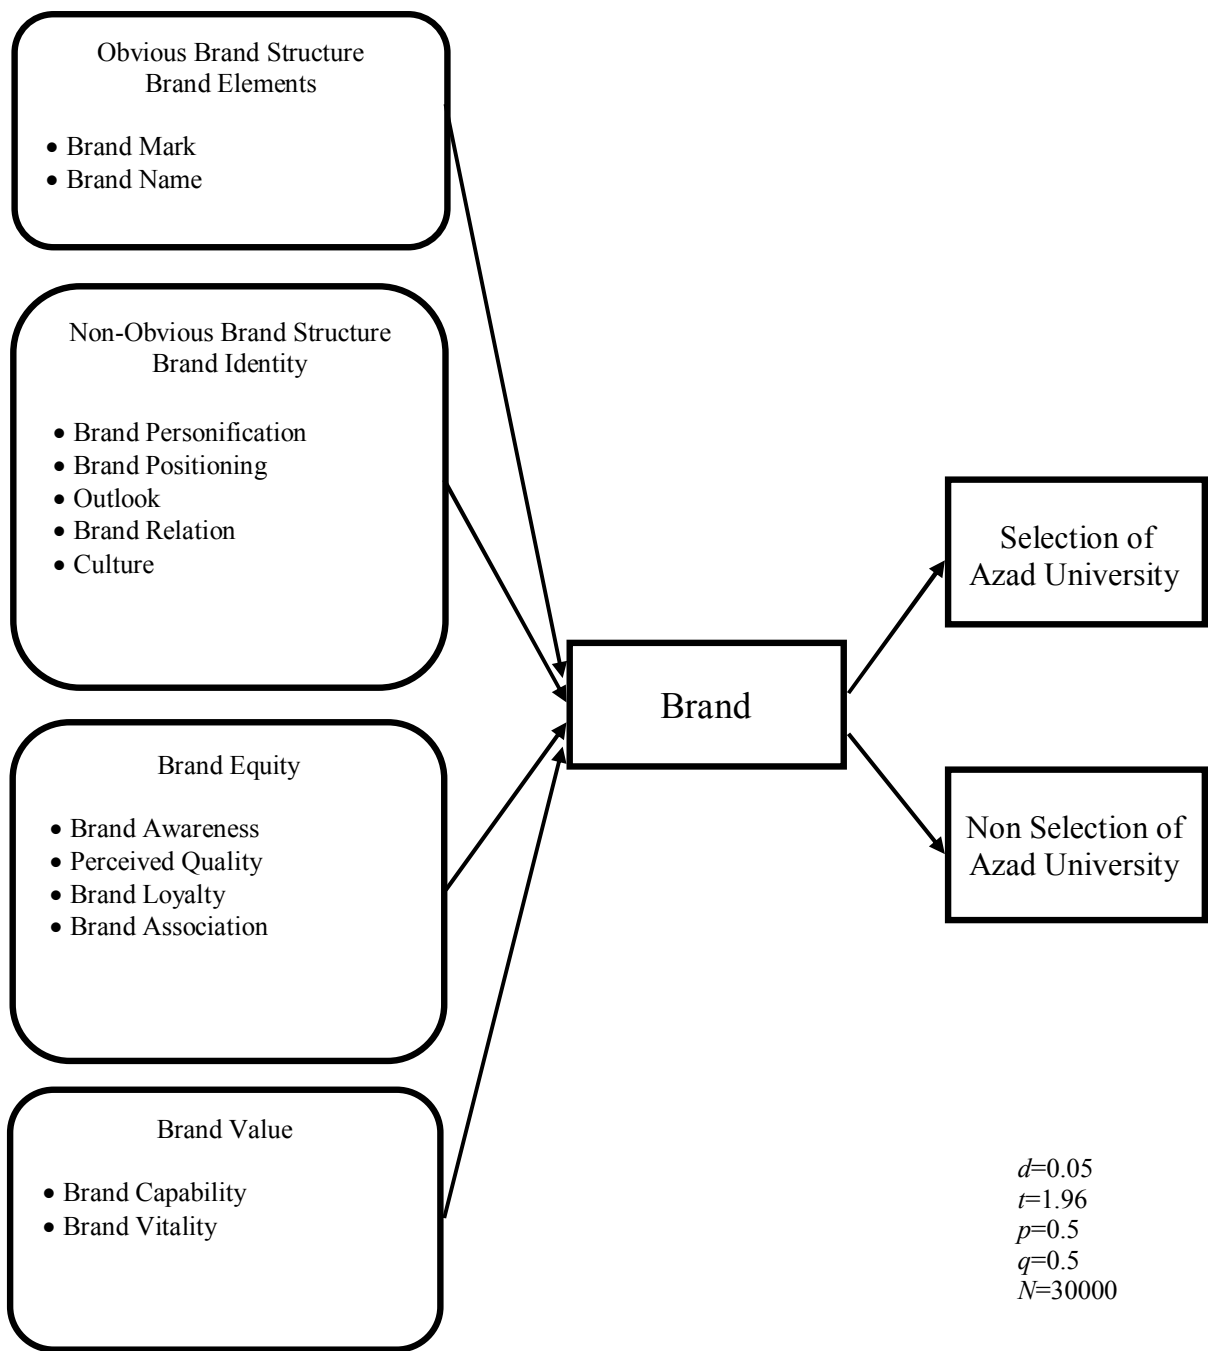 Obvious Brand Structure
Brand Elements
• Brand Mark
• Brand Name
Non-Obvious Brand Structure
Brand Identity
• Brand Personification
• Brand Positioning
• Outlook
• Brand Relation
• Culture
Brand Equity
• Brand Awareness
• Perceived Quality
• Brand Loyalty
• Brand Association
Brand Value
• Brand Capability
• Brand Vitality
Brand
Selection of
Azad University
Non Selection of
Azad University
d=0.05
t=1.96
p=0.5
q=0.5
N=30000